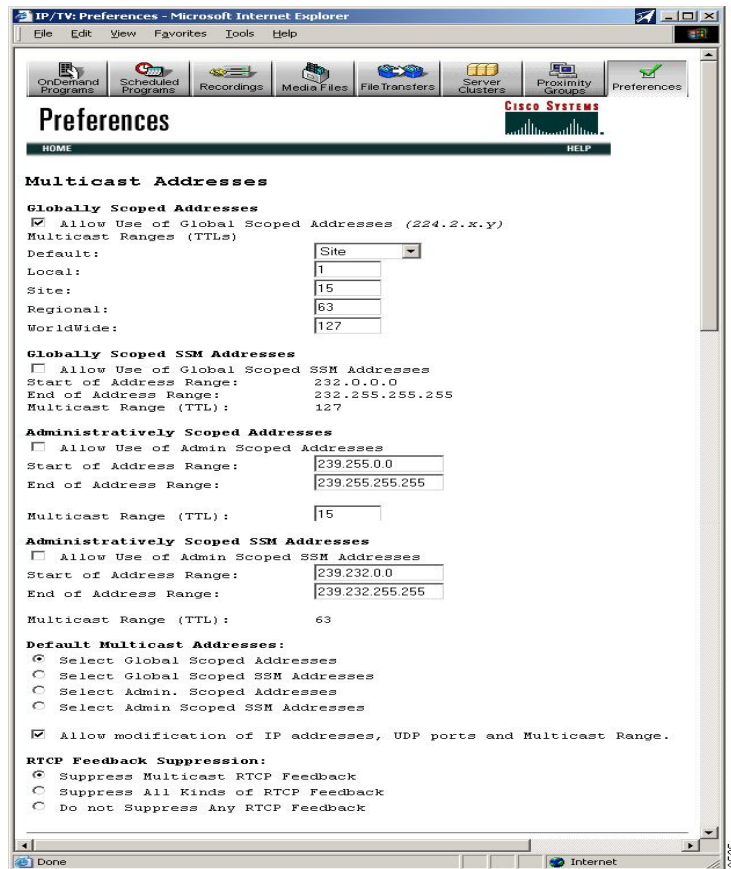 IP/TV: Preferences - Microsoft Internet Explorer
File Edit View Favorites Tools Help
OnDemand Programs
Scheduled Programs
Recordings
Media Files
File Transfers
Server Clusters
Proximity Groups
Preferences
Preferences
CISCO SYSTEMS
HOME HELP
Multicast Addresses
Globally Scoped Addresses
Allow Use of Global Scoped Addresses (224.2.x.y)
Multicast Ranges (TTLs)
Default: Site
Local: 1
Site: 15
Regional: 63
WorldWide: 127
Globally Scoped SSM Addresses
Allow Use of Global Scoped SSM Addresses
Start of Address Range: 232.0.0.0
End of Address Range: 232.255.255.255
Multicast Range (TTL): 127
Administratively Scoped Addresses
Allow Use of Admin Scoped Addresses
Start of Address Range: 239.255.0.0
End of Address Range: 239.255.255.255
Multicast Range (TTL): 15
Administratively Scoped SSM Addresses
Allow Use of Admin Scoped SSM Addresses
Start of Address Range: 239.232.0.0
End of Address Range: 239.232.255.255
Multicast Range (TTL): 63
Default Multicast Addresses:
Select Global Scoped Addresses
Select Global Scoped SSM Addresses
Select Admin. Scoped Addresses
Select Admin Scoped SSM Addresses
Allow modification of IP addresses, UDP ports and Multicast Range.
RTCP Feedback Suppression:
Suppress Multicast RTCP Feedback
Suppress All Kinds of RTCP Feedback
Do not Suppress Any RTCP Feedback
Done Internet